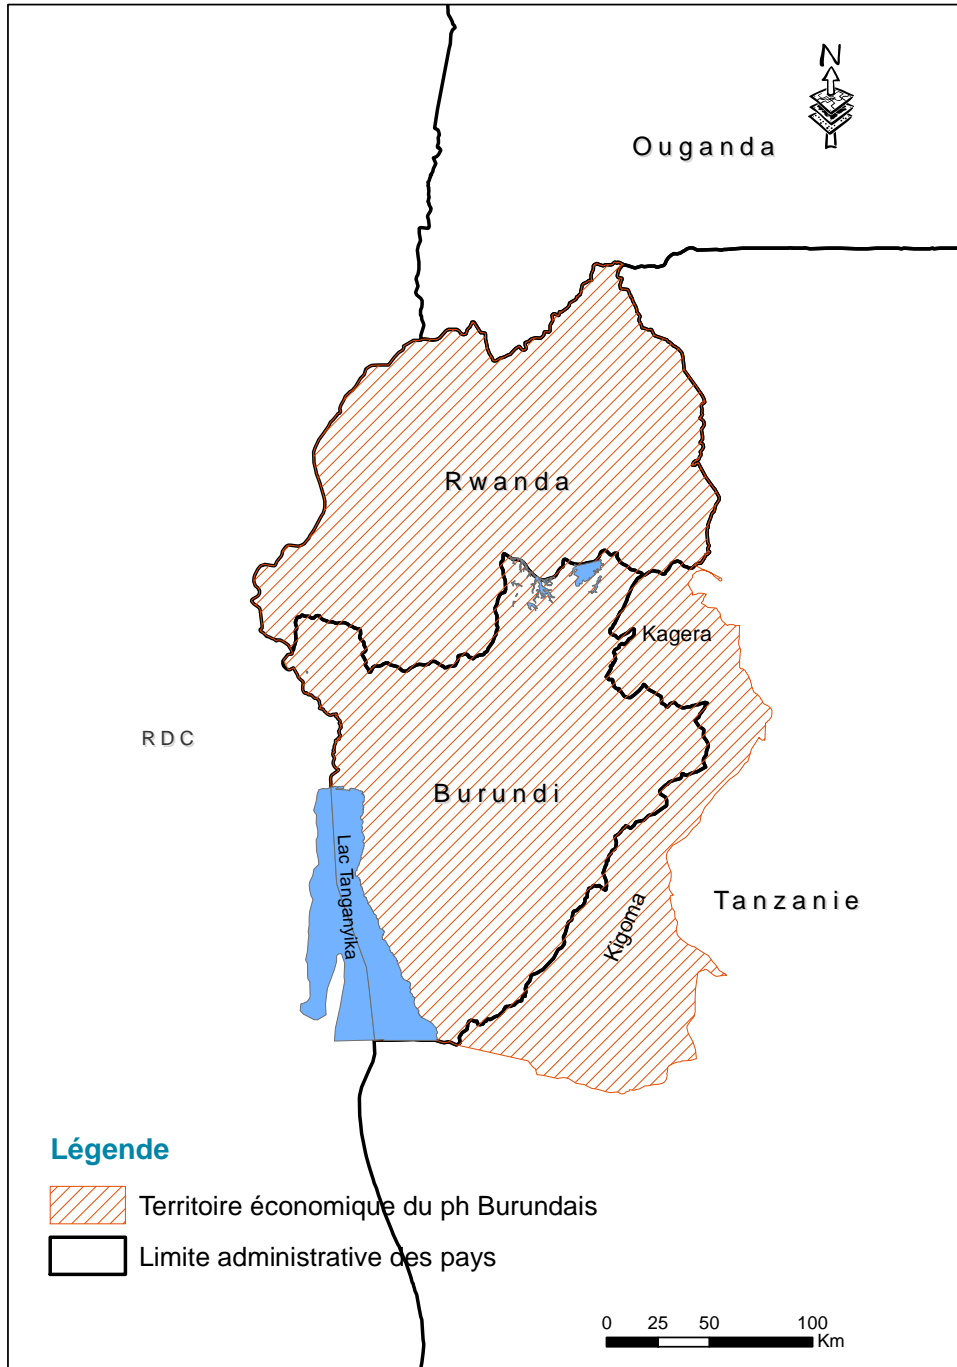 N
Ouganda
Rwanda
Kagera
RDC
Burundi
Lac Tanganyika
Tanzanie
Kigoma
Légende
Territoire économique du ph Burundais
Limite administrative des pays
0 25 50 100
Km